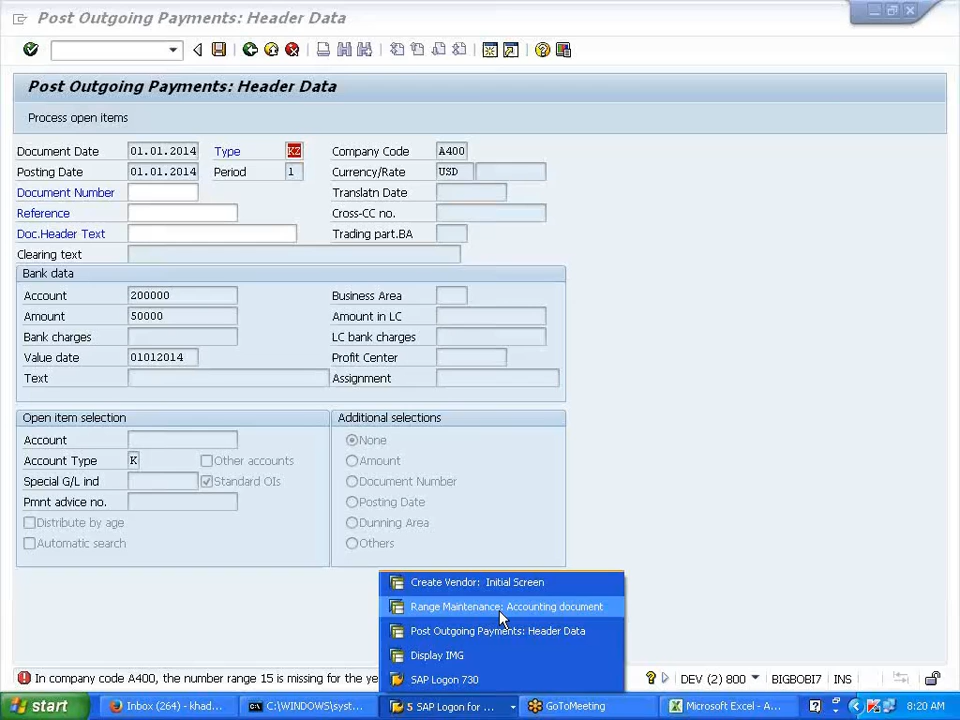 Post Outgoing Payments: Header Data
Post Outgoing Payments: Header Data
Process open items
Document Date 01.01.2014 Type KZ Company Code A400
Posting Date 01.01.2014 Period 1 Currency/Rate USD
Document Number Translatn Date
Reference Cross-CC no.
Doc.Header Text Trading part.BA
Clearing text
Bank data
Account 200000 Business Area
Amount 50000 Amount in LC
Bank charges LC bank charges
Value date 01012014 Profit Center
Text Assignment
Open item selection Additional selections
Account None
Account Type K Other accounts Amount
Special G/L ind Standard OIs Document Number
Pmnt advice no. Posting Date
Distribute by age Dunning Area
Automatic search Others
Create Vendor: Initial Screen
Range Maintenance: Accounting document
Post Outgoing Payments: Header Data
Display IMG
SAP Logon 730
In company code A400, the number range 15 is missing for the ye
DEV (2) 800 BIGBOBI7 INS
start Inbox (264) - khad... C:\WINDOWS\syst... 5 SAP Logon for ... GoToMeeting Microsoft Excel - A... 8:20 AM